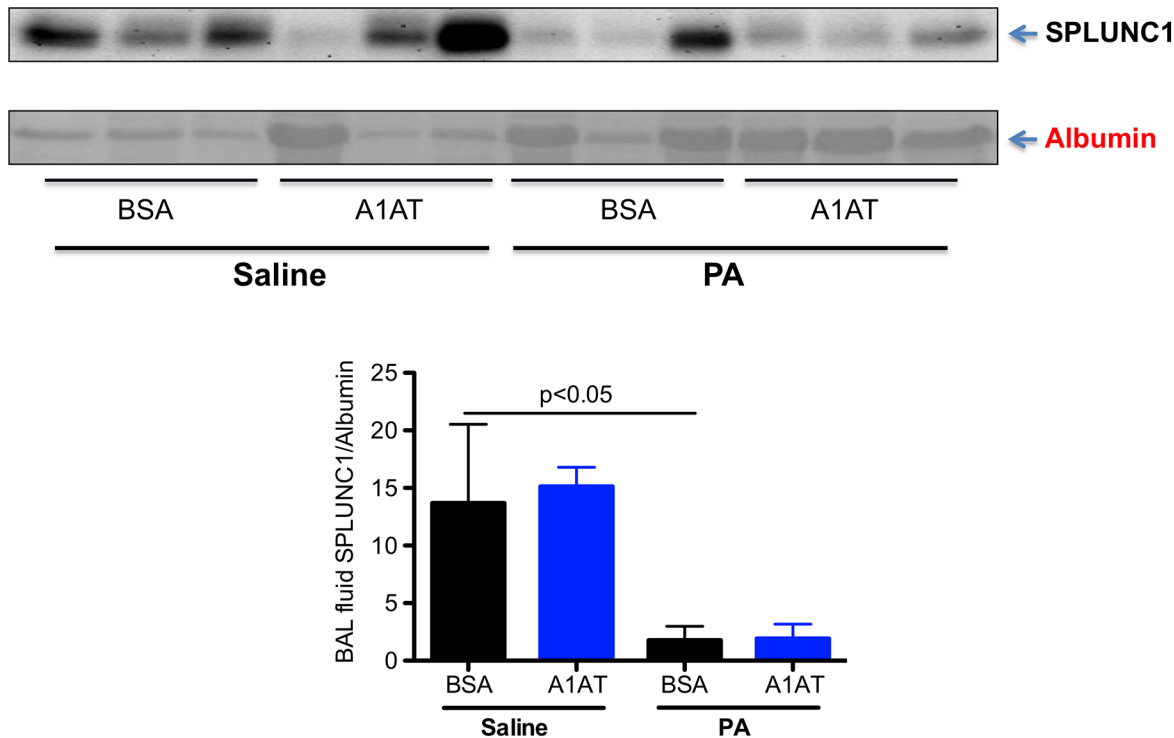 SPLUNC1
Albumin
BSA A1AT BSA A1AT
Saline PA
BAL fluid SPLUNC1/Albumin
25
20
15
10
5
0
p<0.05
BSA A1AT BSA A1AT
Saline PA